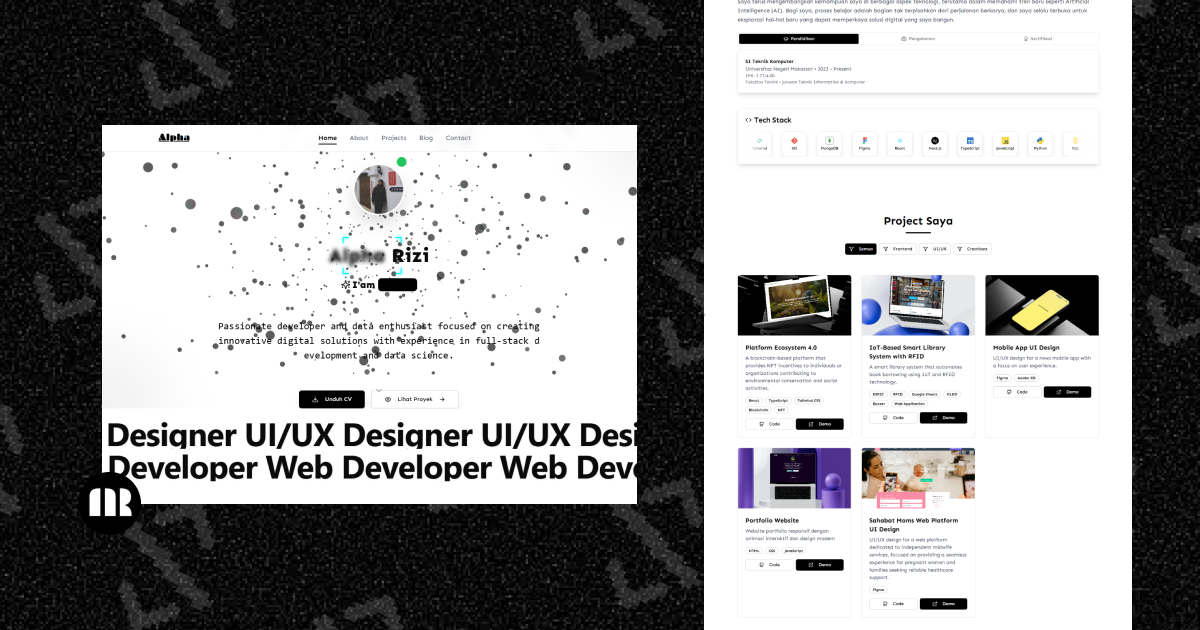 Alpha
Home About Projects Blog Contact
Alpha Rizi
I'am
Passionate developer and data enthusiast focused on creating
innovative digital solutions with experience in full-stack d
evelopment and data science.
Unduh CV
Lihat Proyek
Designer UI/UX Designer UI/UX Desi
Developer Web Developer Web Deve
MR
Saya terus mengembangkan kemampuan saya di berbagai aspek teknologi, terutama dalam memahami tren baru seperti Artificial
Intelligence (AI). Bagi saya, proses belajar adalah bagian tak terpisahkan dari perjalanan berkarya, dan saya selalu terbuka untuk
eksplorasi hal-hal baru yang dapat memperkaya solusi digital yang saya bangun.
Pendidikan Pengalaman Sertifikasi
S1 Teknik Komputer
Universitas Negeri Makassar • 2023 - Present
IPK: 3.77/4.00
Fakultas Teknik - Jurusan Teknik Informatika & Komputer
Tech Stack
Git MongoDB Figma React Next.js TypeScript JavaScript Python SQL
Project Saya
Semua Frontend UI/UX Creations
Platform Ecosystem 4.0
A blockchain-based platform that
provides NFT incentives to individuals or
organizations contributing to
environmental conservation and social
activities.
React TypeScript Tailwind CSS
Blockchain NFT
Code Demo
IoT-Based Smart Library
System with RFID
A smart library system that automates
book borrowing using IoT and RFID
technology.
ESP32 RFID Google Sheets OLED
Buzzer Web Application
Code Demo
Mobile App UI Design
UI/UX design for a news mobile app with
a focus on user experience.
Figma Adobe XD
Code Demo
Portfolio Website
Website portfolio responsif dengan
animasi interaktif dan design modern
HTML CSS JavaScript
Code Demo
Sahabat Moms Web Platform
UI Design
UI/UX design for a web platform
dedicated to independent midwife
services, focused on providing a seamless
experience for pregnant women and
families seeking reliable healthcare
support.
Figma
Code Demo